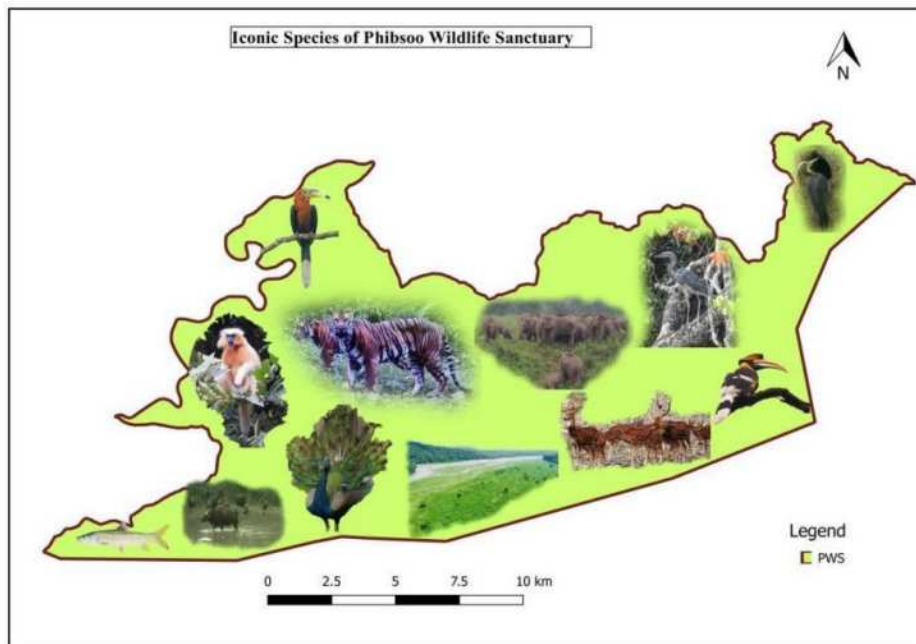 Iconic Species of Phibsoo Wildlife Sanctuary
N
Legend
PWS
0 2.5 5 7.5 10 km